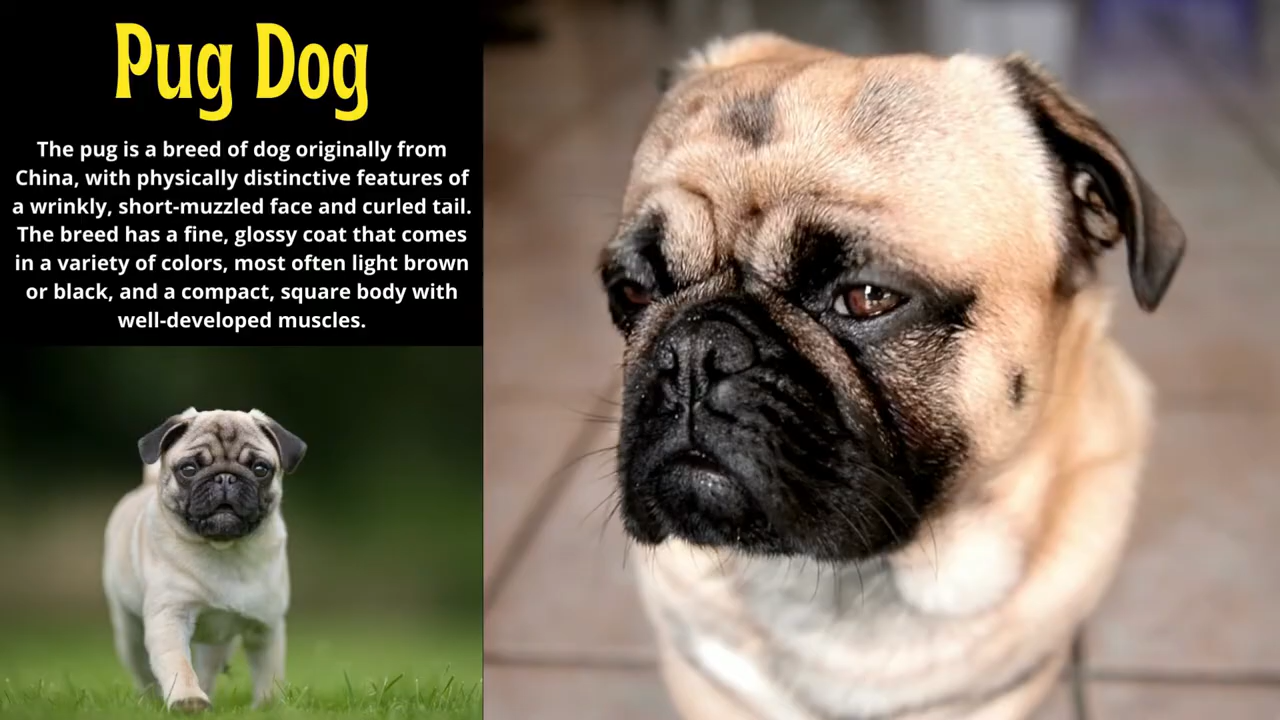 Pug Dog
The pug is a breed of dog originally from
China, with physically distinctive features of
a wrinkly, short-muzzled face and curled tail.
The breed has a fine, glossy coat that comes
in a variety of colors, most often light brown
or black, and a compact, square body with
well-developed muscles.